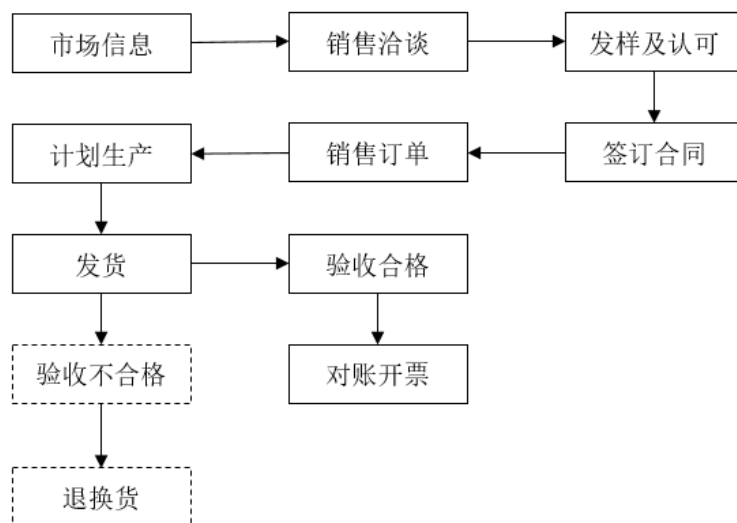 市场信息
销售洽谈
发样及认可
签订合同
销售订单
计划生产
发货
验收合格
验收不合格
对账开票
退换货